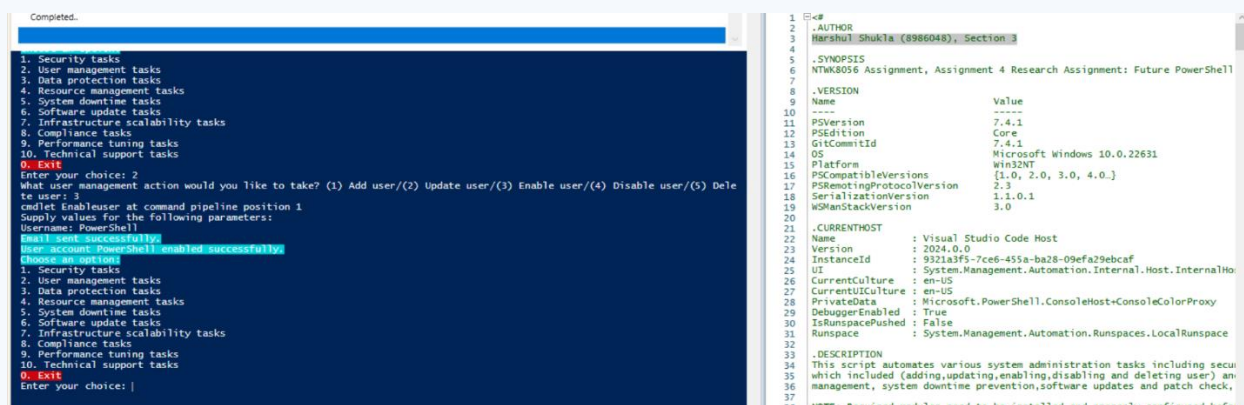 Completed..
1. Security tasks
2. User management tasks
3. Data protection tasks
4. Resource management tasks
5. System downtime tasks
6. Software update tasks
7. Infrastructure scalability tasks
8. Compliance tasks
9. Performance tuning tasks
10. Technical support tasks
0. Exit
Enter your choice: 2
What user management action would you like to take? (1) Add user/(2) Update user/(3) Enable user/(4) Disable user/(5) Dele
te user: 3
cmdlet Enableuser at command pipeline position 1
Supply values for the following parameters:
Username: PowerShell
Email sent successfully.
User account PowerShell enabled successfully.
Choose an option:
1. Security tasks
2. User management tasks
3. Data protection tasks
4. Resource management tasks
5. System downtime tasks
6. Software update tasks
7. Infrastructure scalability tasks
8. Compliance tasks
9. Performance tuning tasks
10. Technical support tasks
0. Exit
Enter your choice:
1 <#
2 .AUTHOR
3 Harshul Shukla (8986048), Section 3
4
5 .SYNOPSIS
6 NTWK8056 Assignment, Assignment 4 Research Assignment: Future PowerShell
7
8 .VERSION
9 Name Value
10 ---- -----
11 PSVersion 7.4.1
12 PSEdition Core
13 GitCommitId 7.4.1
14 OS Microsoft Windows 10.0.22631
15 Platform Win32NT
16 PSCompatibleVersions {1.0, 2.0, 3.0, 4.0…}
17 PSRemotingProtocolVersion 2.3
18 SerializationVersion 1.1.0.1
19 WSManStackVersion 3.0
20
21 .CURRENTHOST
22 Name : Visual Studio Code Host
23 Version : 2024.0.0
24 InstanceId : 9321a3f5-7ce6-455a-ba28-09efa29ebcaf
25 UI : System.Management.Automation.Internal.Host.InternalHo
26 CurrentCulture : en-US
27 CurrentUICulture : en-US
28 PrivateData : Microsoft.PowerShell.ConsoleHost+ConsoleColorProxy
29 DebuggerEnabled : True
30 IsRunspacePushed : False
31 Runspace : System.Management.Automation.Runspaces.LocalRunspace
32
33 .DESCRIPTION
34 This script automates various system administration tasks including secu
35 which included (adding,updating,enabling,disabling and deleting user) an
36 management, system downtime prevention,software updates and patch check,
37